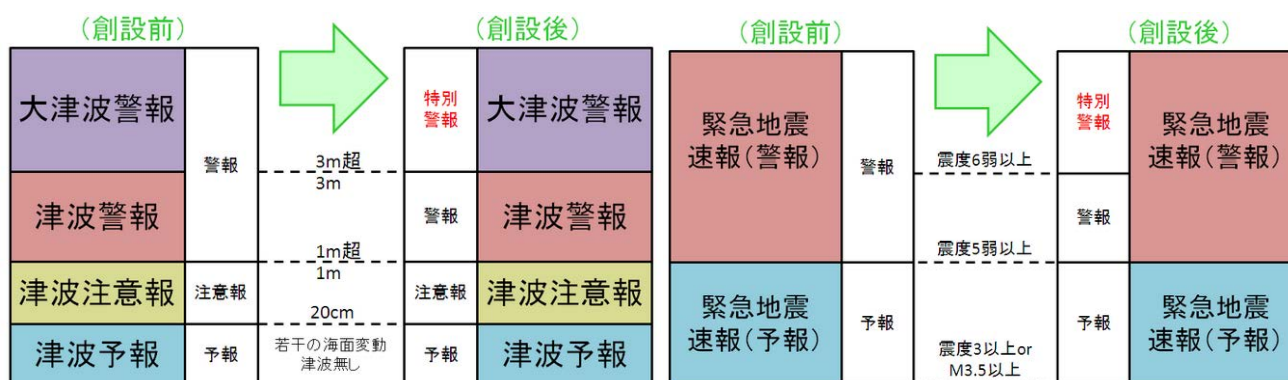 (創設前)
(創設後)
大津波警報
警報
3m超
3m
特別
警報
大津波警報
津波警報
1m超
1m
警報
津波警報
津波注意報
注意報
20cm
注意報
津波注意報
津波予報
予報
若干の海面変動
津波無し
予報
津波予報
(創設前)
(創設後)
緊急地震
速報(警報)
警報
震度6弱以上
特別
警報
緊急地震
速報(警報)
震度5弱以上
警報
緊急地震
速報(予報)
予報
震度3以上or
M3.5以上
予報
緊急地震
速報(予報)